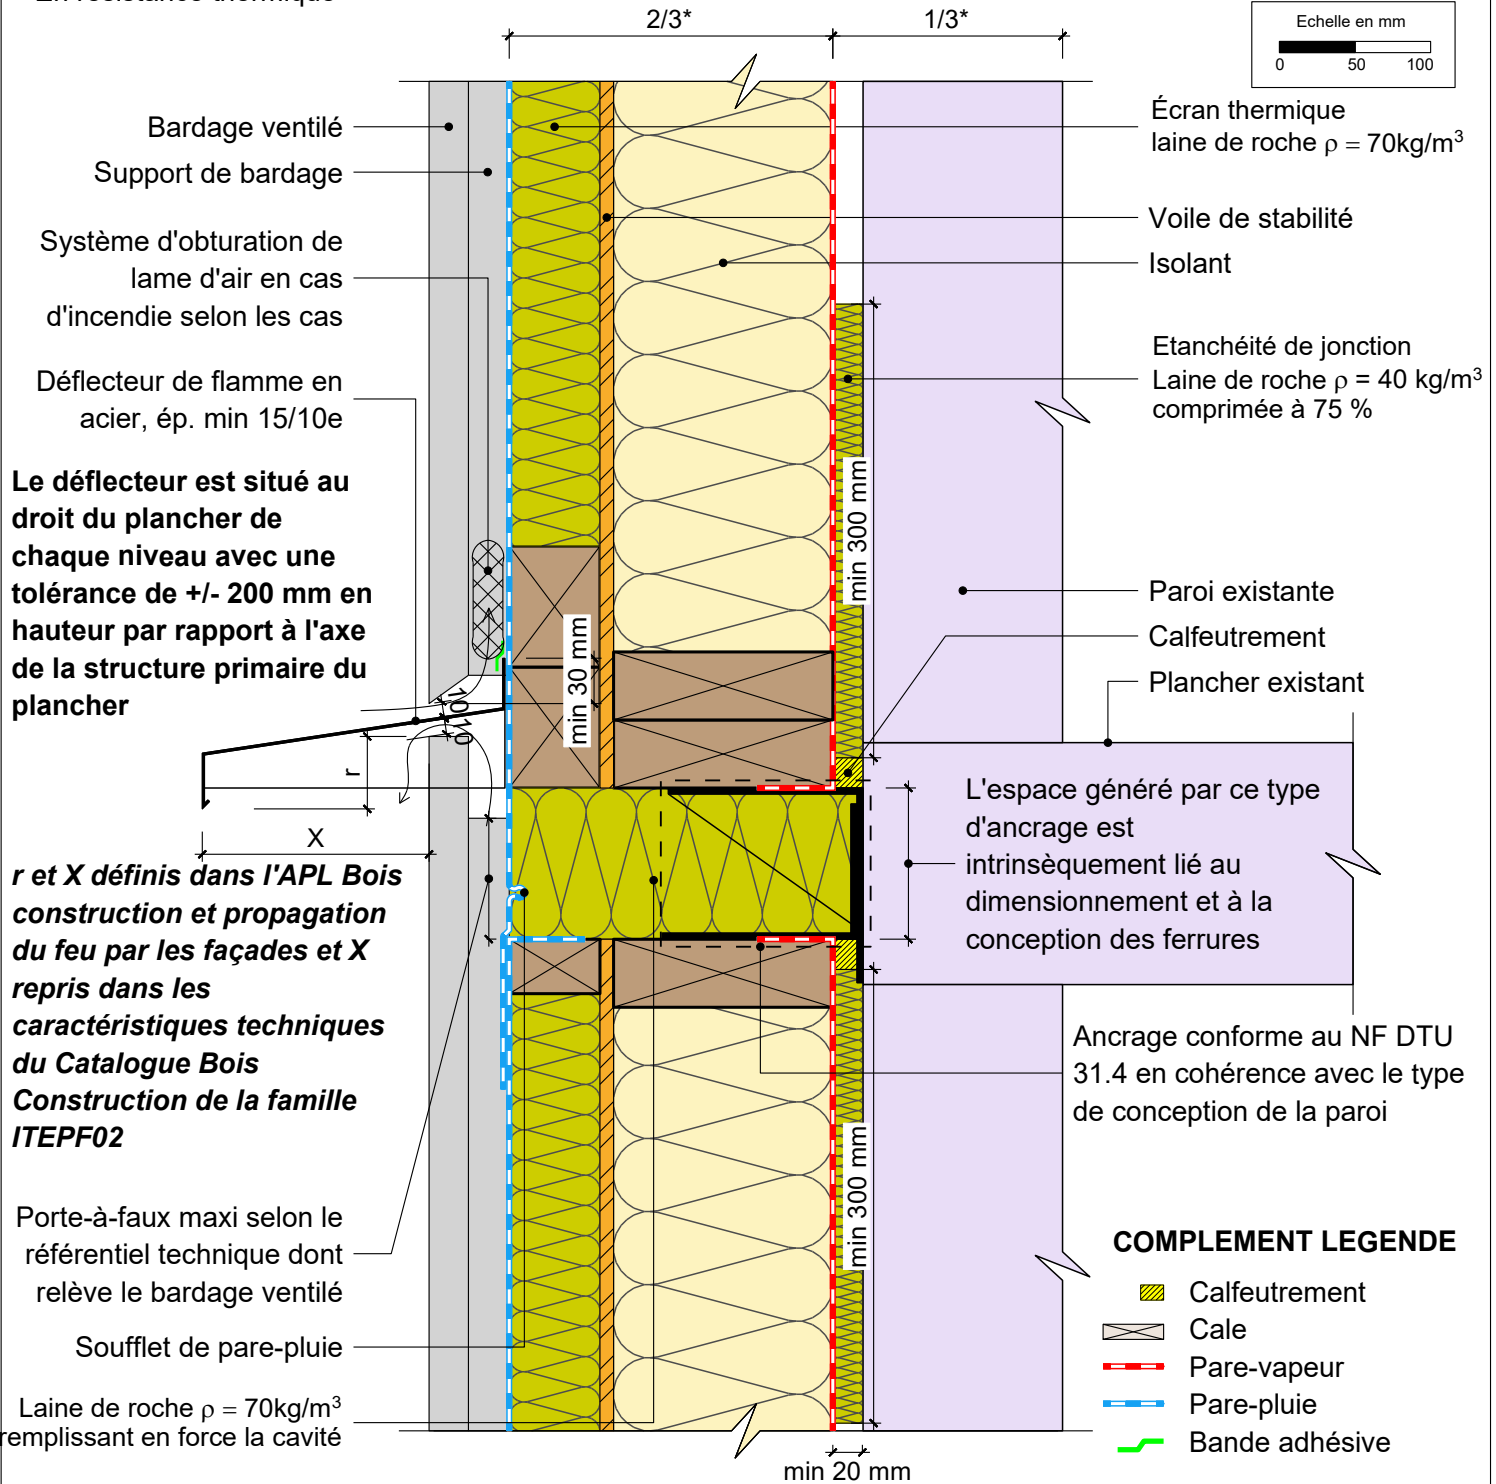 2/3*
1/3*
Echelle en mm
0 50 100
Bardage ventilé
Support de bardage
Système d'obturation de
lame d'air en cas
d'incendie selon les cas
Déflecteur de flamme en
acier, ép. min 15/10e
Le déflecteur est situé au
droit du plancher de
chaque niveau avec une
tolérance de +/- 200 mm en
hauteur par rapport à l'axe
de la structure primaire du
plancher
r et X définis dans l'APL Bois
construction et propagation
du feu par les façades et X
repris dans les
caractéristiques techniques
du Catalogue Bois
Construction de la famille
ITEPF02
Porte-à-faux maxi selon le
référentiel technique dont
relève le bardage ventilé
Soufflet de pare-pluie
Laine de roche ρ = 70kg/m³
remplissant en force la cavité
10
10
r
X
min 30 mm
min 300 mm
min 300 mm
min 20 mm
Écran thermique
laine de roche ρ = 70kg/m³
Voile de stabilité
Isolant
Etanchéité de jonction
Laine de roche ρ = 40 kg/m³
comprimée à 75 %
Paroi existante
Calfeutrement
Plancher existant
L'espace généré par ce type
d'ancrage est
intrinsèquement lié au
dimensionnement et à la
conception des ferrures
Ancrage conforme au NF DTU
31.4 en cohérence avec le type
de conception de la paroi
COMPLEMENT LEGENDE
Calfeutrement
Cale
Pare-vapeur
Pare-pluie
Bande adhésive